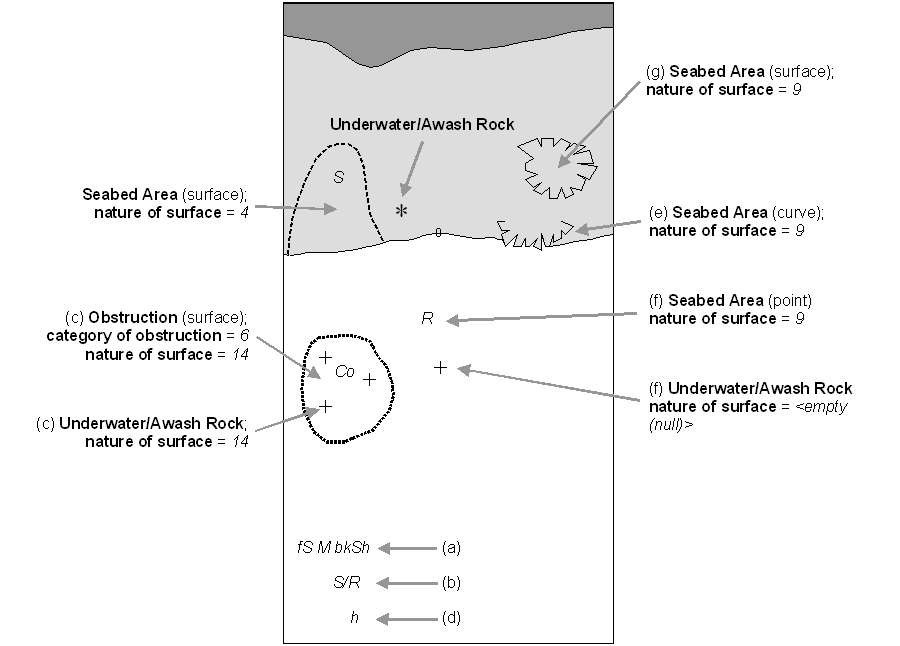 (g) Seabed Area (surface);
nature of surface = 9
Underwater/Awash Rock
S
Seabed Area (surface);
nature of surface = 4
*
(e) Seabed Area (curve);
nature of surface = 9
0
(f) Seabed Area (point)
nature of surface = 9
R
(c) Obstruction (surface);
category of obstruction = 6
nature of surface = 14
+
Co
+
+
+
(f) Underwater/Awash Rock
nature of surface = <empty
(null)>
(c) Underwater/Awash Rock;
nature of surface = 14
fS M bkSh (a)
S/R (b)
h (d)